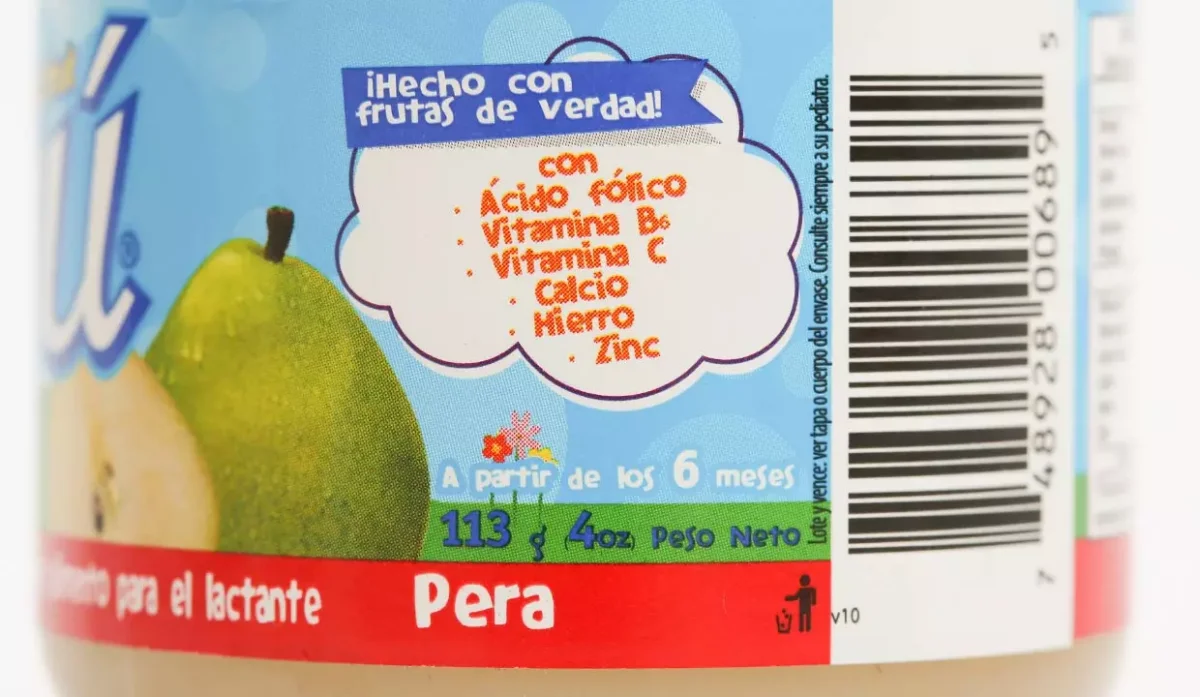 ú®
¡Hecho con
frutas de verdad!
con
· Ácido fólico
· Vitamina B6
· Vitamina C
· Calcio
· Hierro
· Zinc
A partir de los 6 meses
113 g (4oz) Peso Neto
para el lactante
Pera
Lote y vence: ver tapa o cuerpo del envase. Consulte siempre a su pediatra.
v10
7 48928 00689 5